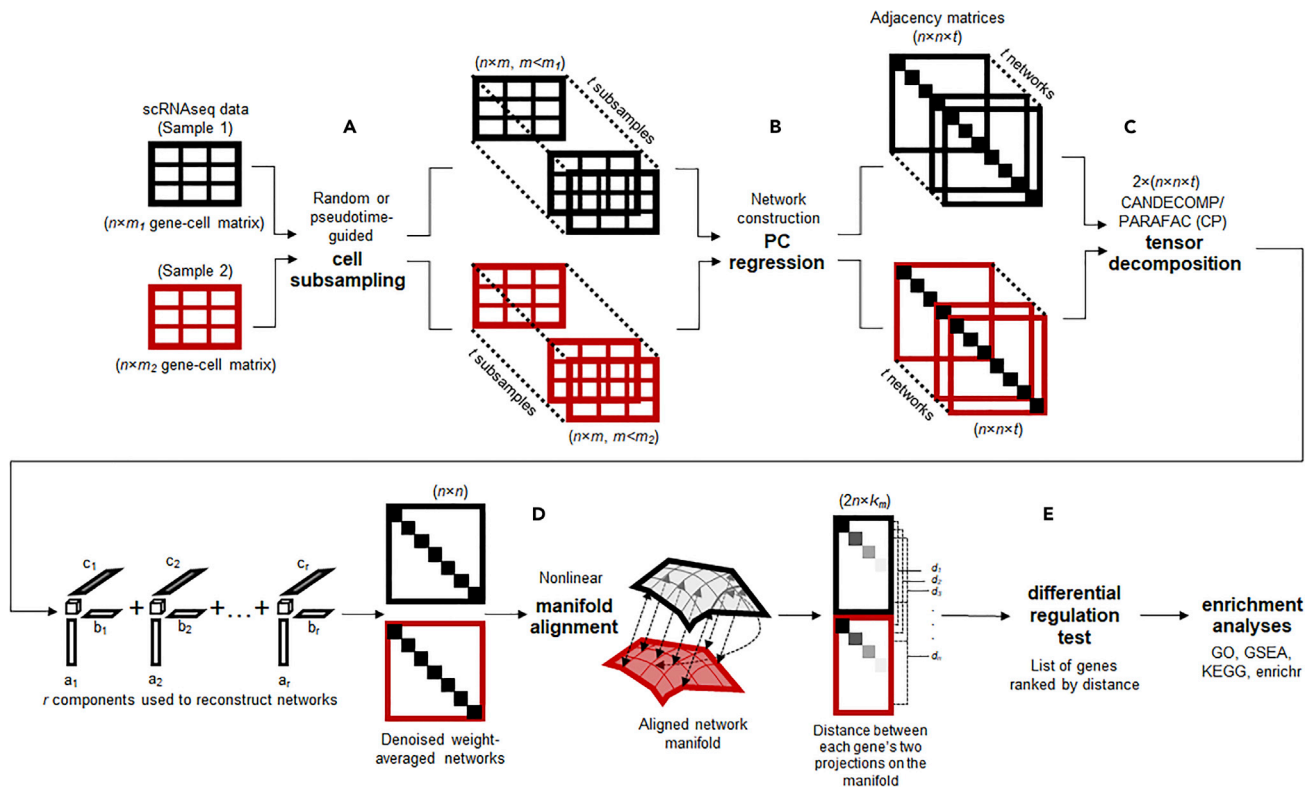 scRNAseq data
(Sample 1)
(n×m1 gene-cell matrix)
(Sample 2)
(n×m2 gene-cell matrix)
A
Random or
pseudotime-
guided
cell
subsampling
(n×m, m<m1)
t subsamples
t subsamples
(n×m, m<m2)
B
Network
construction
PC
regression
Adjacency matrices
(n×n×t)
t networks
t networks
(n×n×t)
C
2×(n×n×t)
CANDECOMP/
PARAFAC (CP)
tensor
decomposition
c1 c2 cr
+ + ... +
b1 b2 br
a1 a2 ar
r components used to reconstruct networks
(n×n)
Denoised weight-
averaged networks
D
Nonlinear
manifold
alignment
Aligned network
manifold
(2n×km)
d1
d2
d3
.
.
.
dn
Distance between
each gene's two
projections on the
manifold
E
differential
regulation
test
List of genes
ranked by distance
enrichment
analyses
GO, GSEA,
KEGG, enrichr